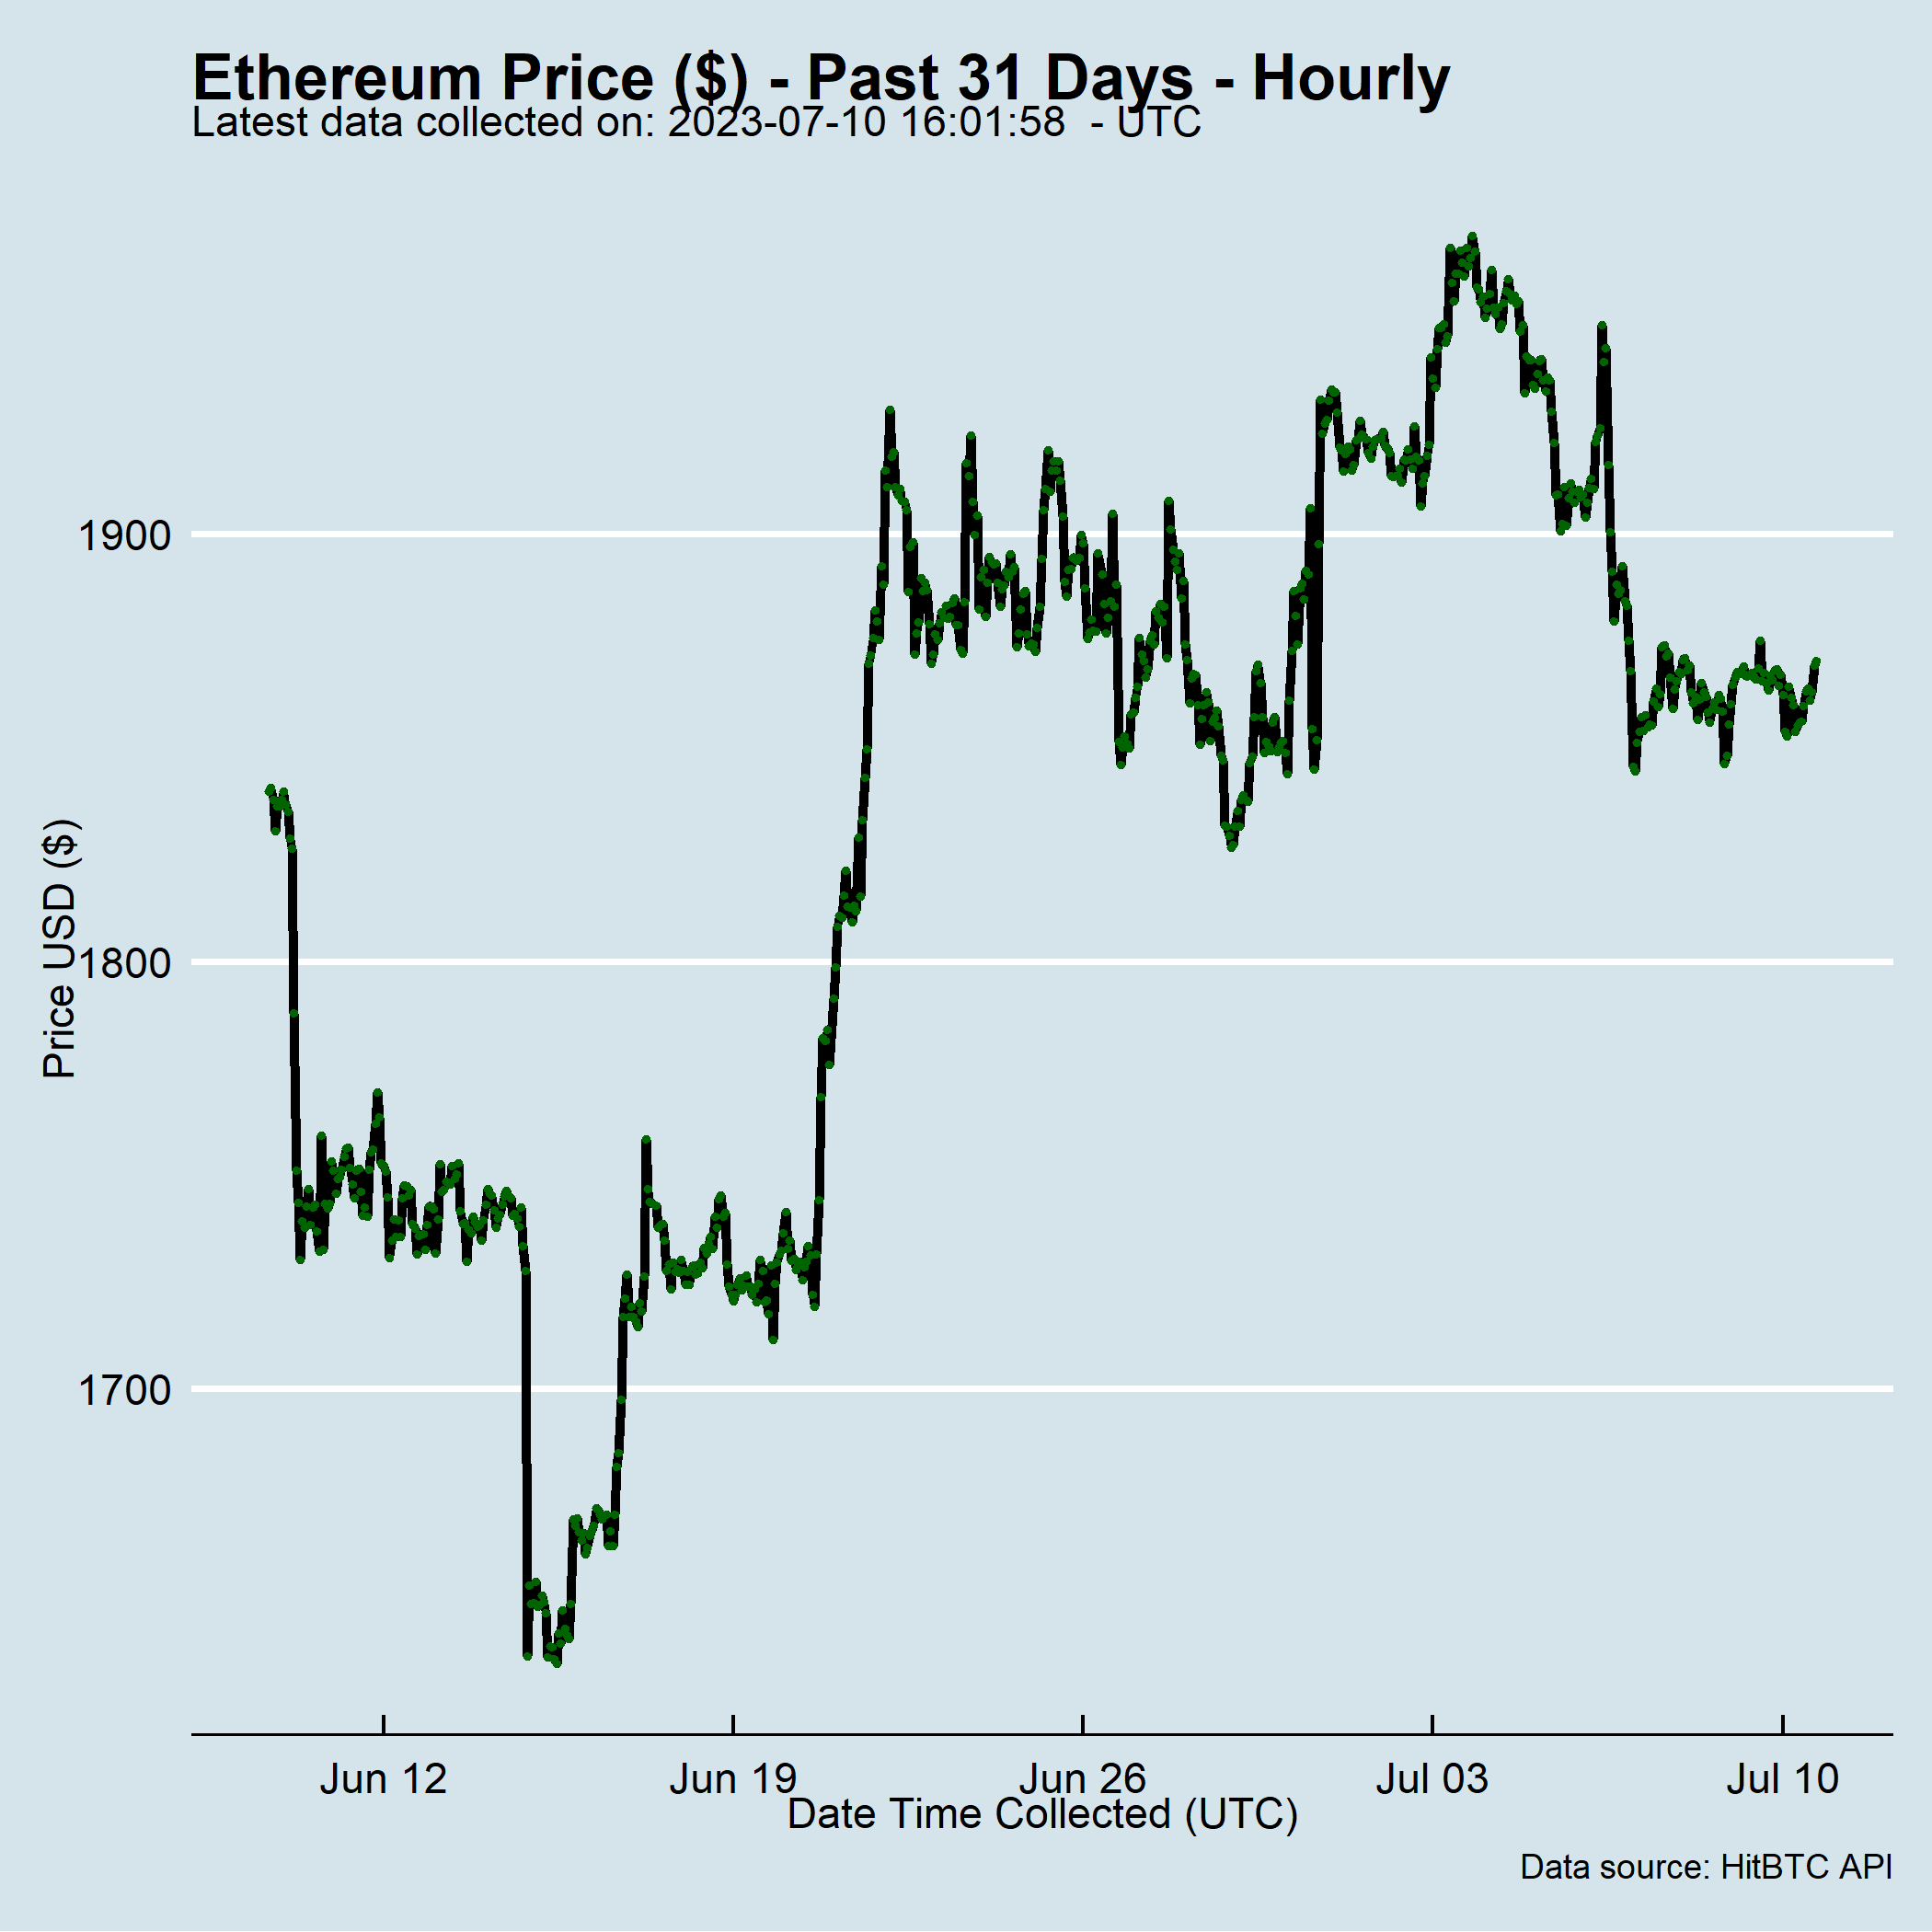 Ethereum Price ($) - Past 31 Days - Hourly
Latest data collected on: 2023-07-10 16:01:58  - UTC
Price USD ($)
1900
1800
1700
Jun 12
Jun 19
Jun 26
Jul 03
Jul 10
Date Time Collected (UTC)
Data source: HitBTC API